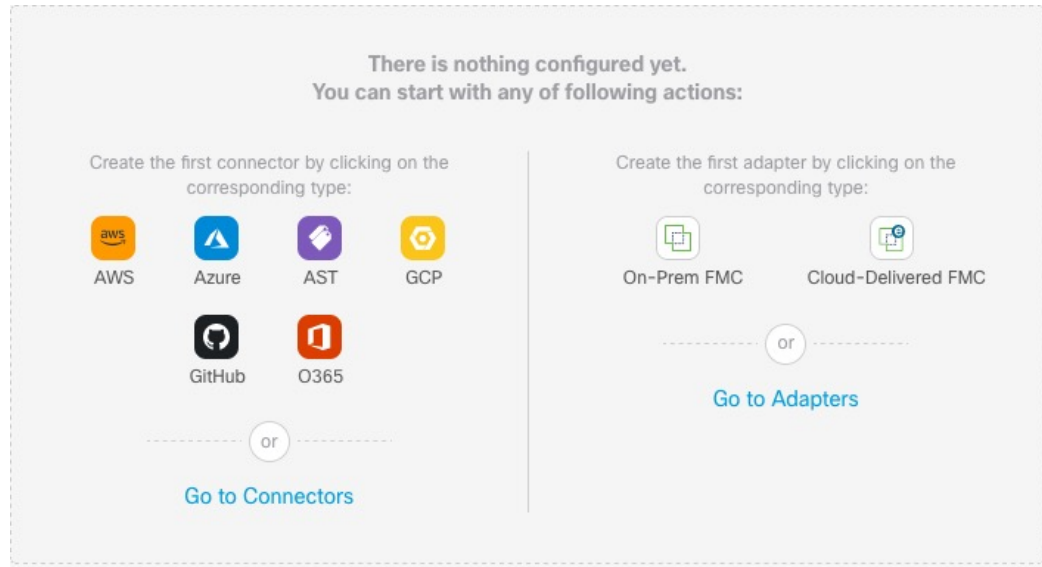 There is nothing configured yet.
You can start with any of following actions:
Create the first connector by clicking on the
corresponding type:
aws
AWS
Azure
AST
GCP
GitHub
O365
or
Go to Connectors
Create the first adapter by clicking on the
corresponding type:
e
On-Prem FMC
Cloud-Delivered FMC
or
Go to Adapters